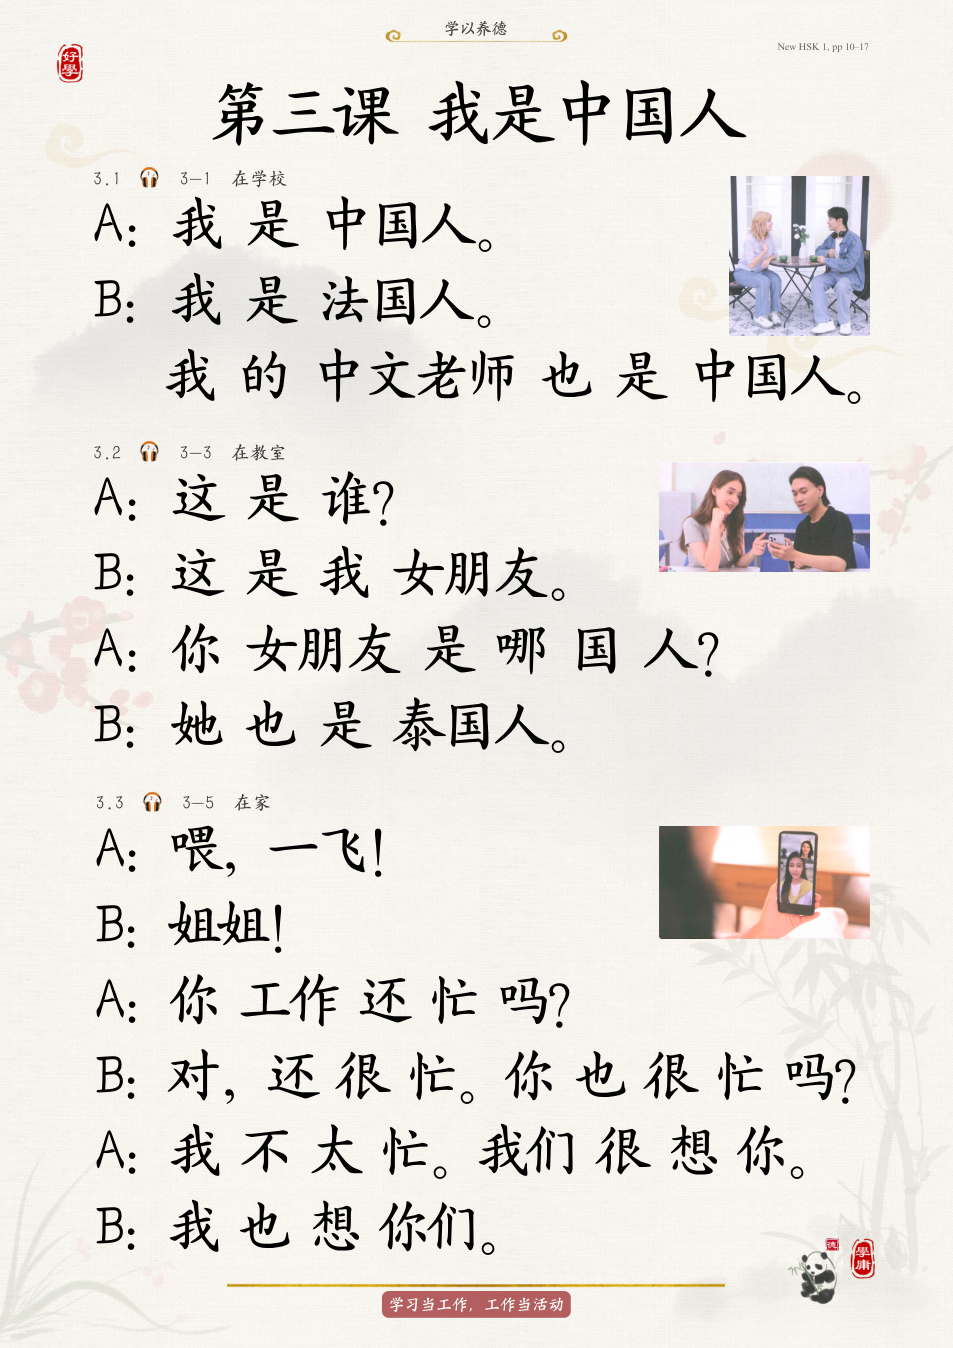 学以养德
好學
New HSK 1, pp 10–17
第三课 我是中国人
3.1 3–1 在学校
A: 我 是 中国人。
B: 我 是 法国人。
我 的 中文老师 也 是 中国人。
3.2 3–3 在教室
A: 这 是 谁?
B: 这 是 我 女朋友。
A: 你 女朋友 是 哪 国 人?
B: 她 也 是 泰国人。
3.3 3–5 在家
A: 喂, 一飞!
B: 姐姐!
A: 你 工作 还 忙 吗?
B: 对, 还 很 忙。 你 也 很 忙 吗?
A: 我 不 太 忙。 我们 很 想 你。
B: 我 也 想 你们。
德
學庸
学习当工作, 工作当活动